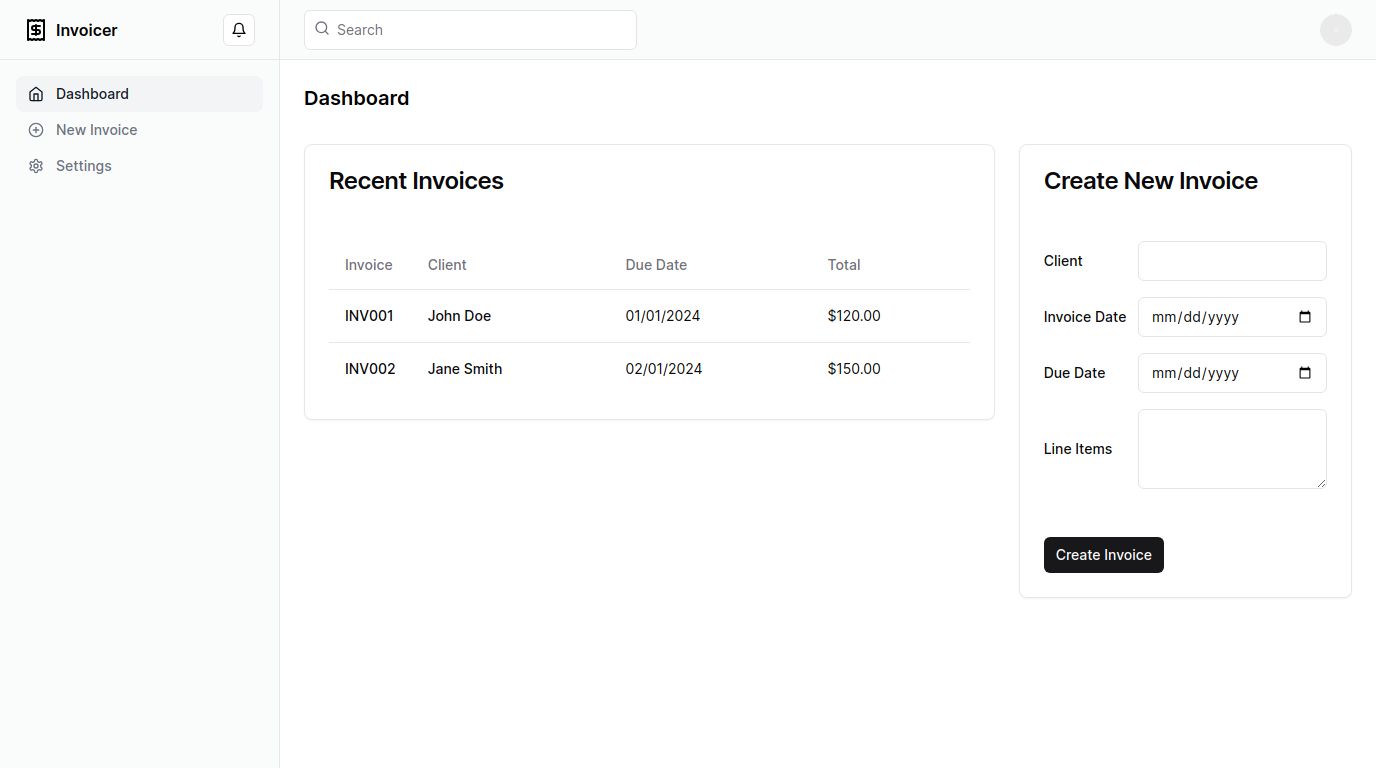 Invoicer
Search
Dashboard
New Invoice
Settings
Dashboard
Recent Invoices
Invoice Client Due Date Total
INV001 John Doe 01/01/2024 $120.00
INV002 Jane Smith 02/01/2024 $150.00
Create New Invoice
Client
Invoice Date mm/dd/yyyy
Due Date mm/dd/yyyy
Line Items
Create Invoice